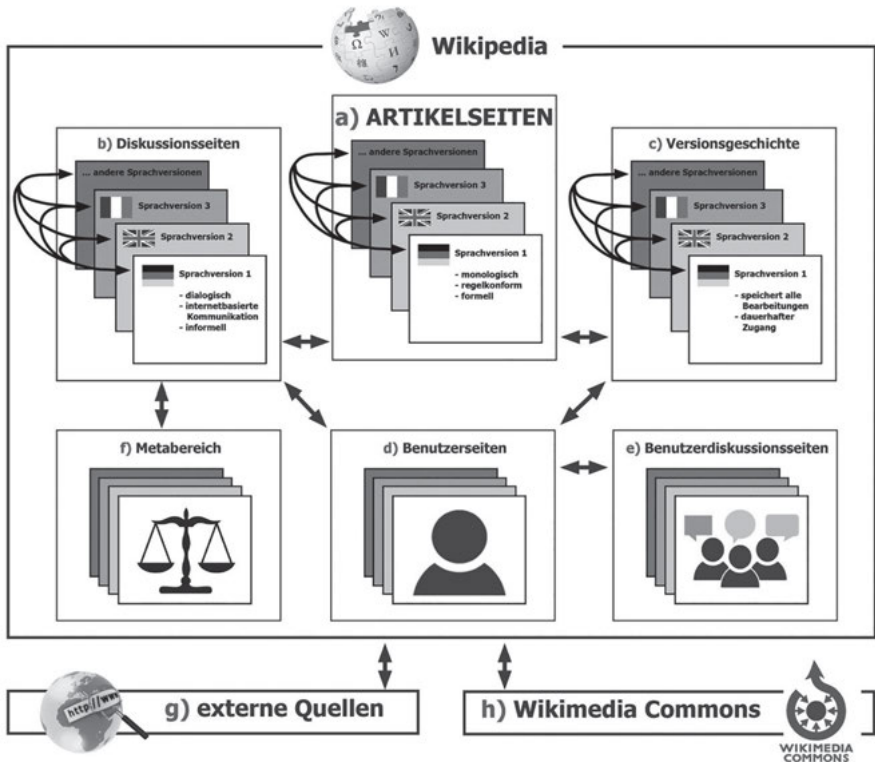 Wikipedia
a) ARTIKELSEITEN
... andere Sprachversionen
Sprachversion 3
Sprachversion 2
Sprachversion 1
- monologisch
- regelkonform
- formell
b) Diskussionsseiten
... andere Sprachversionen
Sprachversion 3
Sprachversion 2
Sprachversion 1
- dialogisch
- internetbasierte
Kommunikation
- informell
c) Versionsgeschichte
... andere Sprachversionen
Sprachversion 3
Sprachversion 2
Sprachversion 1
- speichert alle
Bearbeitungen
- dauerhafter
Zugang
f) Metabereich
d) Benutzerseiten
e) Benutzerdiskussionsseiten
http://www
g) externe Quellen
h) Wikimedia Commons
WIKIMEDIA
COMMONS